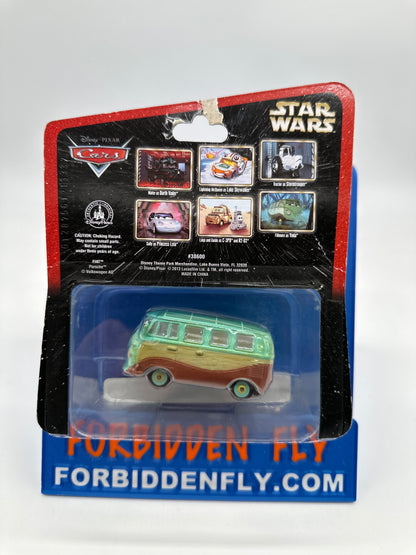 Disney · PIXAR
Cars
STAR
WARS
Mater as Darth Vader
Lightning McQueen as Luke Skywalker
Tractor as Stormtrooper
Sally as Princess Leia
Luigi and Guido as C-3PO and R2-D2
Fillmore as Yoda
CAUTION: Choking Hazard.
May contain small parts.
Not for children
under three years of age.
FIAT™
Porsche™
© Volkswagen AG
#38600
Disney Theme Park Merchandise, Lake Buena Vista, FL 32830
© Disney/Pixar © 2013 Lucasfilm Ltd. & TM. All right reserved.
MADE IN CHINA
FORBIDDEN FLY
FORBIDDENFLY.COM